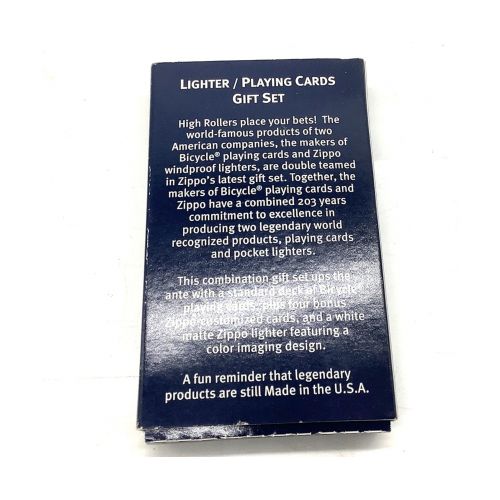 LIGHTER / PLAYING CARDS
GIFT SET
High Rollers place your bets! The
world-famous products of two
American companies, the makers of
Bicycle® playing cards and Zippo
windproof lighters, are double teamed
in Zippo's latest gift set. Together, the
makers of Bicycle® playing cards and
Zippo have a combined 203 years
commitment to excellence in
producing two legendary world
recognized products, playing cards
and pocket lighters.
This combination gift set ups the
ante with a standard deck of Bicycle
playing cards, plus four bonus
Zippo customized cards, and a white
matte Zippo lighter featuring a
color imaging design.
A fun reminder that legendary
products are still Made in the U.S.A.